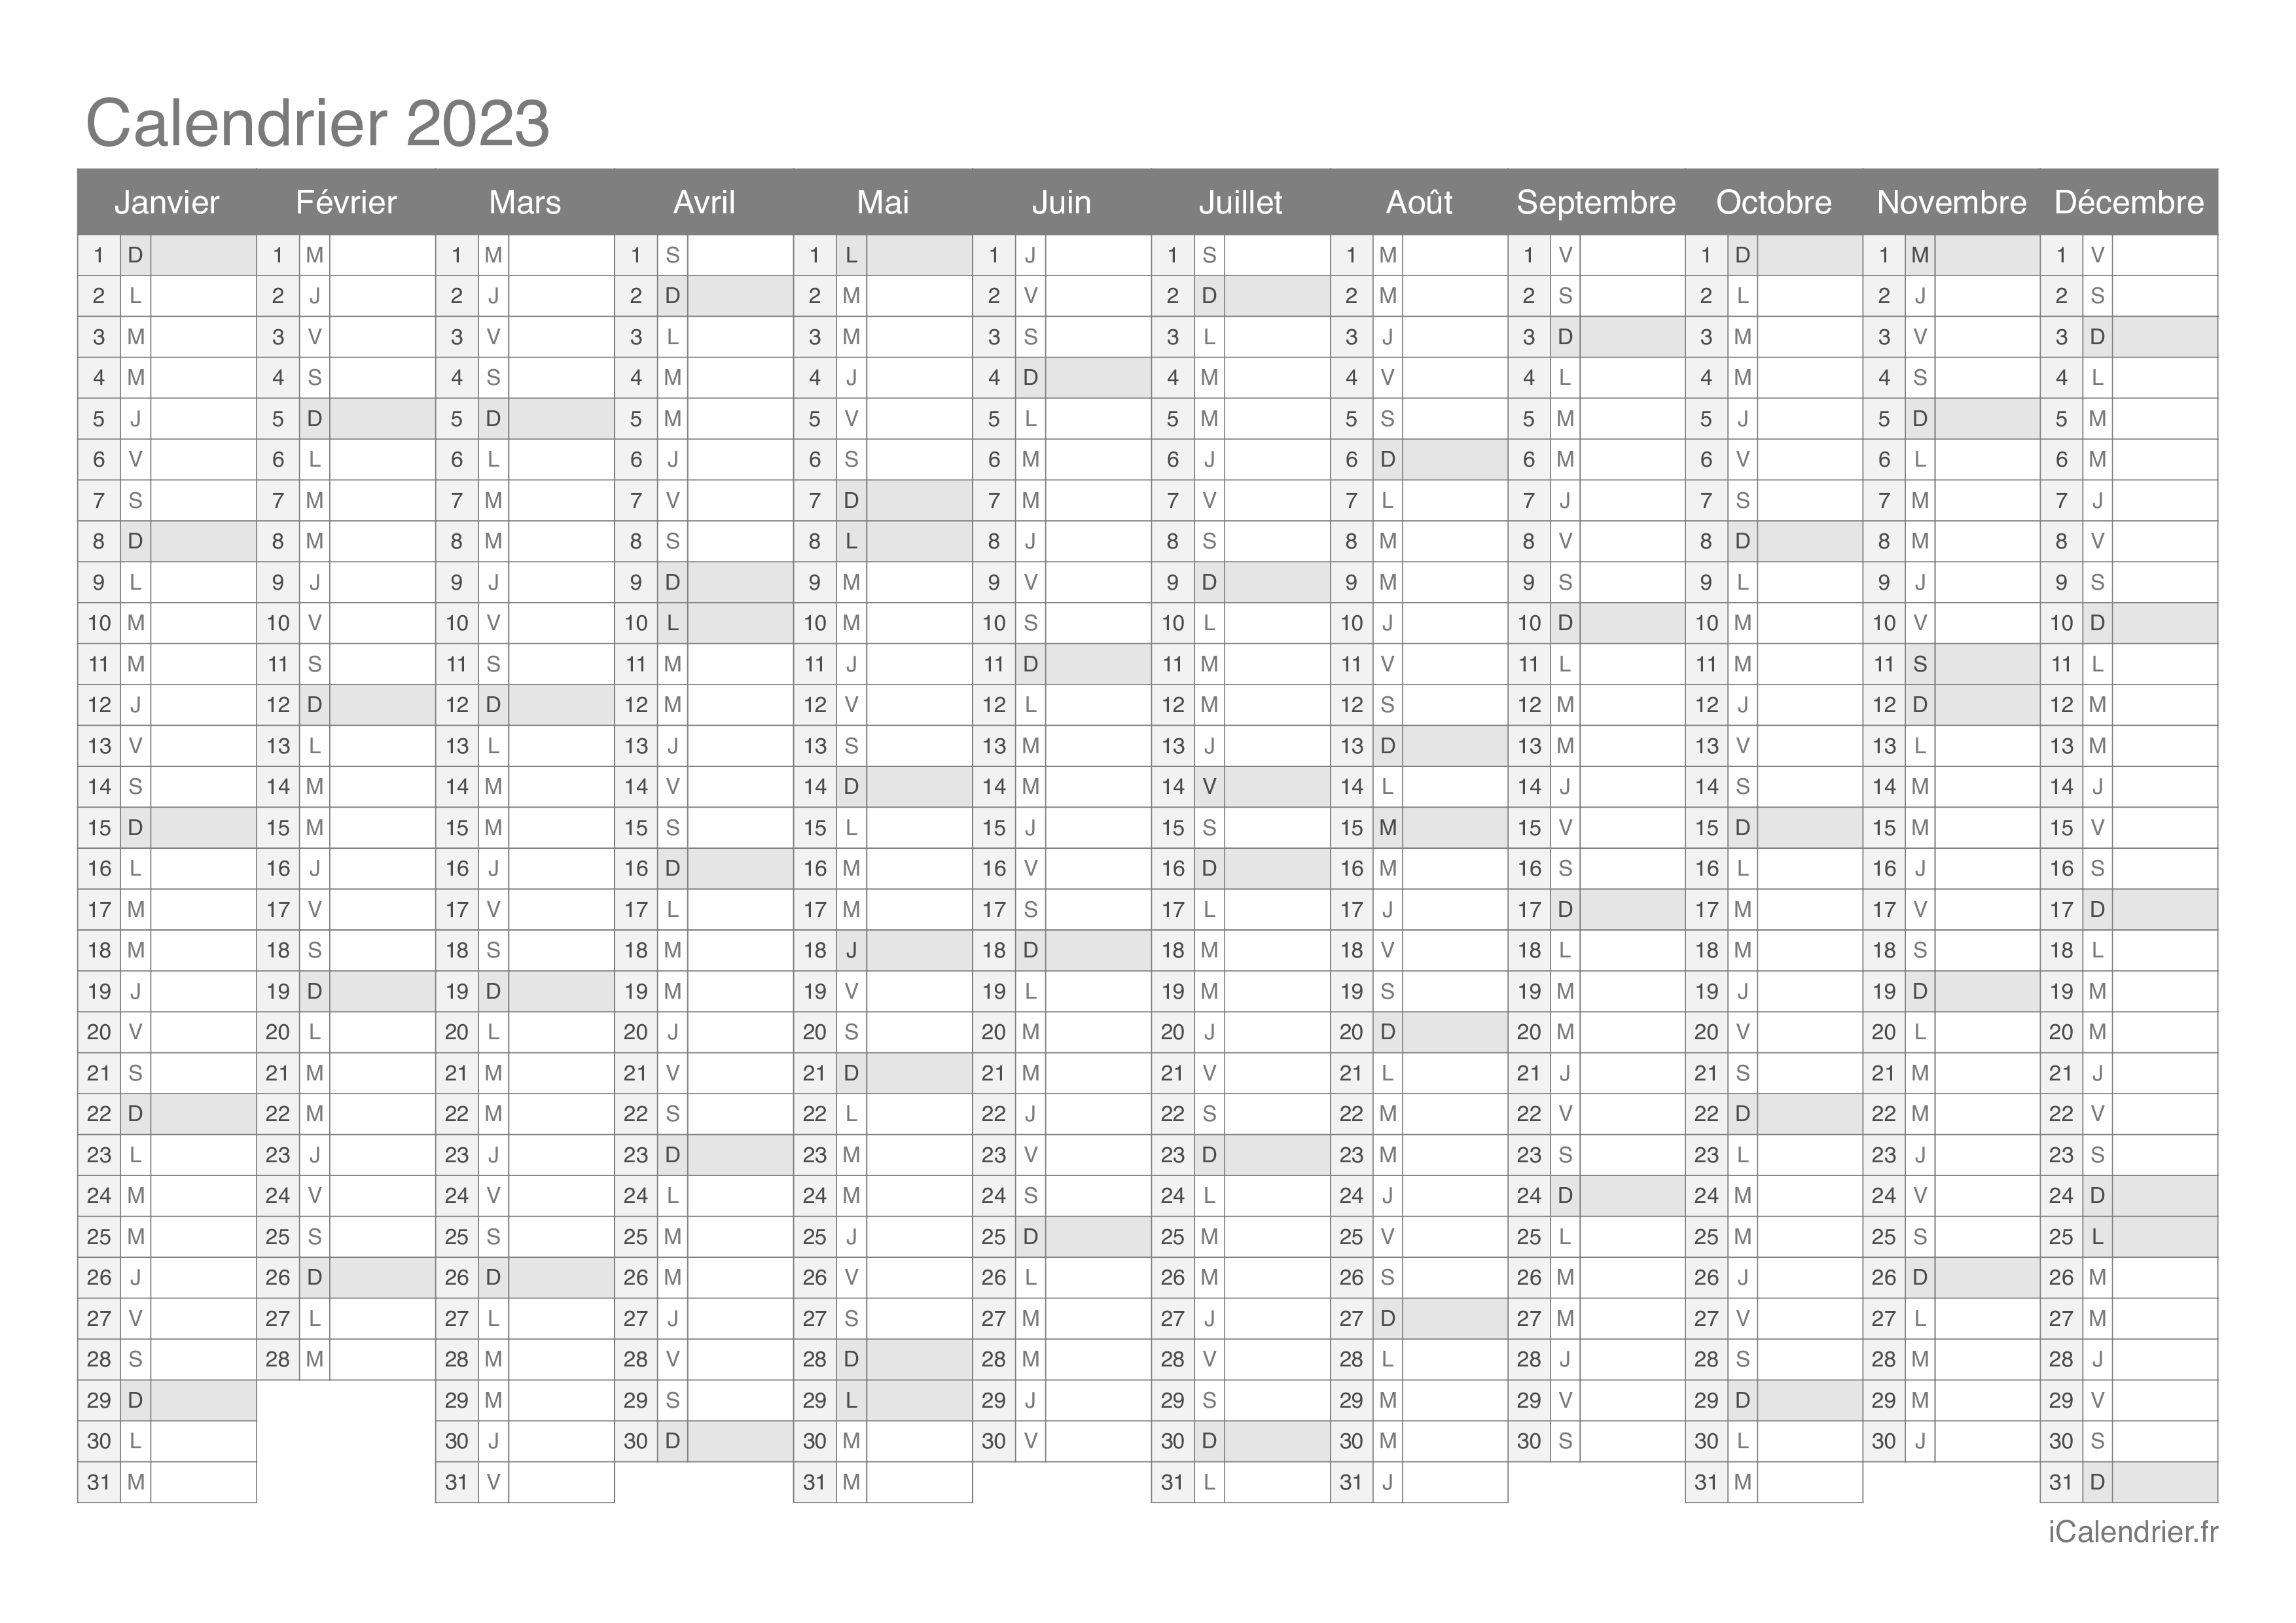 Calendrier 2023
Janvier Février Mars Avril Mai Juin Juillet Août Septembre Octobre Novembre Décembre
1 D 1 M 1 M 1 S 1 L 1 J 1 S 1 M 1 V 1 D 1 M 1 V
2 L 2 J 2 J 2 D 2 M 2 V 2 D 2 M 2 S 2 L 2 J 2 S
3 M 3 V 3 V 3 L 3 M 3 S 3 L 3 J 3 D 3 M 3 V 3 D
4 M 4 S 4 S 4 M 4 J 4 D 4 M 4 V 4 L 4 M 4 S 4 L
5 J 5 D 5 D 5 M 5 V 5 L 5 M 5 S 5 M 5 J 5 D 5 M
6 V 6 L 6 L 6 J 6 S 6 M 6 J 6 D 6 M 6 V 6 L 6 M
7 S 7 M 7 M 7 V 7 D 7 M 7 V 7 L 7 J 7 S 7 M 7 J
8 D 8 M 8 M 8 S 8 L 8 J 8 S 8 M 8 V 8 D 8 M 8 V
9 L 9 J 9 J 9 D 9 M 9 V 9 D 9 M 9 S 9 L 9 J 9 S
10 M 10 V 10 V 10 L 10 M 10 S 10 L 10 J 10 D 10 M 10 V 10 D
11 M 11 S 11 S 11 M 11 J 11 D 11 M 11 V 11 L 11 M 11 S 11 L
12 J 12 D 12 D 12 M 12 V 12 L 12 M 12 S 12 M 12 J 12 D 12 M
13 V 13 L 13 L 13 J 13 S 13 M 13 J 13 D 13 M 13 V 13 L 13 M
14 S 14 M 14 M 14 V 14 D 14 M 14 V 14 L 14 J 14 S 14 M 14 J
15 D 15 M 15 M 15 S 15 L 15 J 15 S 15 M 15 V 15 D 15 M 15 V
16 L 16 J 16 J 16 D 16 M 16 V 16 D 16 M 16 S 16 L 16 J 16 S
17 M 17 V 17 V 17 L 17 M 17 S 17 L 17 J 17 D 17 M 17 V 17 D
18 M 18 S 18 S 18 M 18 J 18 D 18 M 18 V 18 L 18 M 18 S 18 L
19 J 19 D 19 D 19 M 19 V 19 L 19 M 19 S 19 M 19 J 19 D 19 M
20 V 20 L 20 L 20 J 20 S 20 M 20 J 20 D 20 M 20 V 20 L 20 M
21 S 21 M 21 M 21 V 21 D 21 M 21 V 21 L 21 J 21 S 21 M 21 J
22 D 22 M 22 M 22 S 22 L 22 J 22 S 22 M 22 V 22 D 22 M 22 V
23 L 23 J 23 J 23 D 23 M 23 V 23 D 23 M 23 S 23 L 23 J 23 S
24 M 24 V 24 V 24 L 24 M 24 S 24 L 24 J 24 D 24 M 24 V 24 D
25 M 25 S 25 S 25 M 25 J 25 D 25 M 25 V 25 L 25 M 25 S 25 L
26 J 26 D 26 D 26 M 26 V 26 L 26 M 26 S 26 M 26 J 26 D 26 M
27 V 27 L 27 L 27 J 27 S 27 M 27 J 27 D 27 M 27 V 27 L 27 M
28 S 28 M 28 M 28 V 28 D 28 M 28 V 28 L 28 J 28 S 28 M 28 J
29 D 29 M 29 S 29 L 29 J 29 S 29 M 29 V 29 D 29 M 29 V
30 L 30 J 30 D 30 M 30 V 30 D 30 M 30 S 30 L 30 J 30 S
31 M 31 V 31 M 31 L 31 J 31 M 31 D
iCalendrier.fr